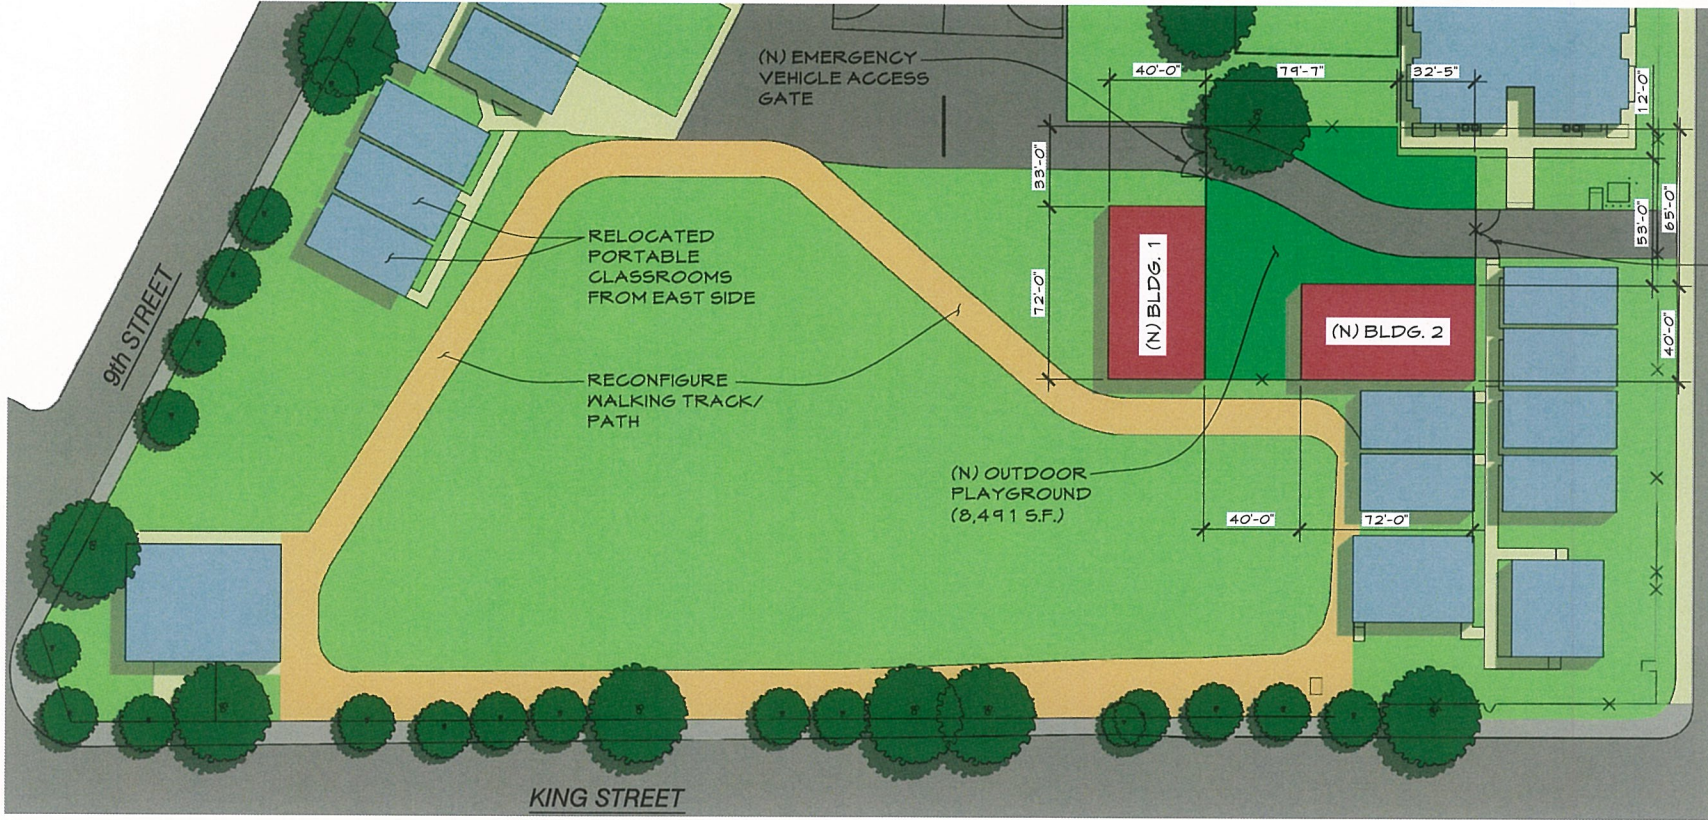 (N) EMERGENCY
VEHICLE ACCESS
GATE
40'-0"
79'-7"
32'-5"
12'-0"
33'-0"
72'-0"
53'-0"
65'-0"
40'-0"
(N) BLDG. 1
(N) BLDG. 2
RELOCATED
PORTABLE
CLASSROOMS
FROM EAST SIDE
RECONFIGURE
WALKING TRACK/
PATH
(N) OUTDOOR
PLAYGROUND
(8,491 S.F.)
40'-0"
72'-0"
9th STREET
KING STREET